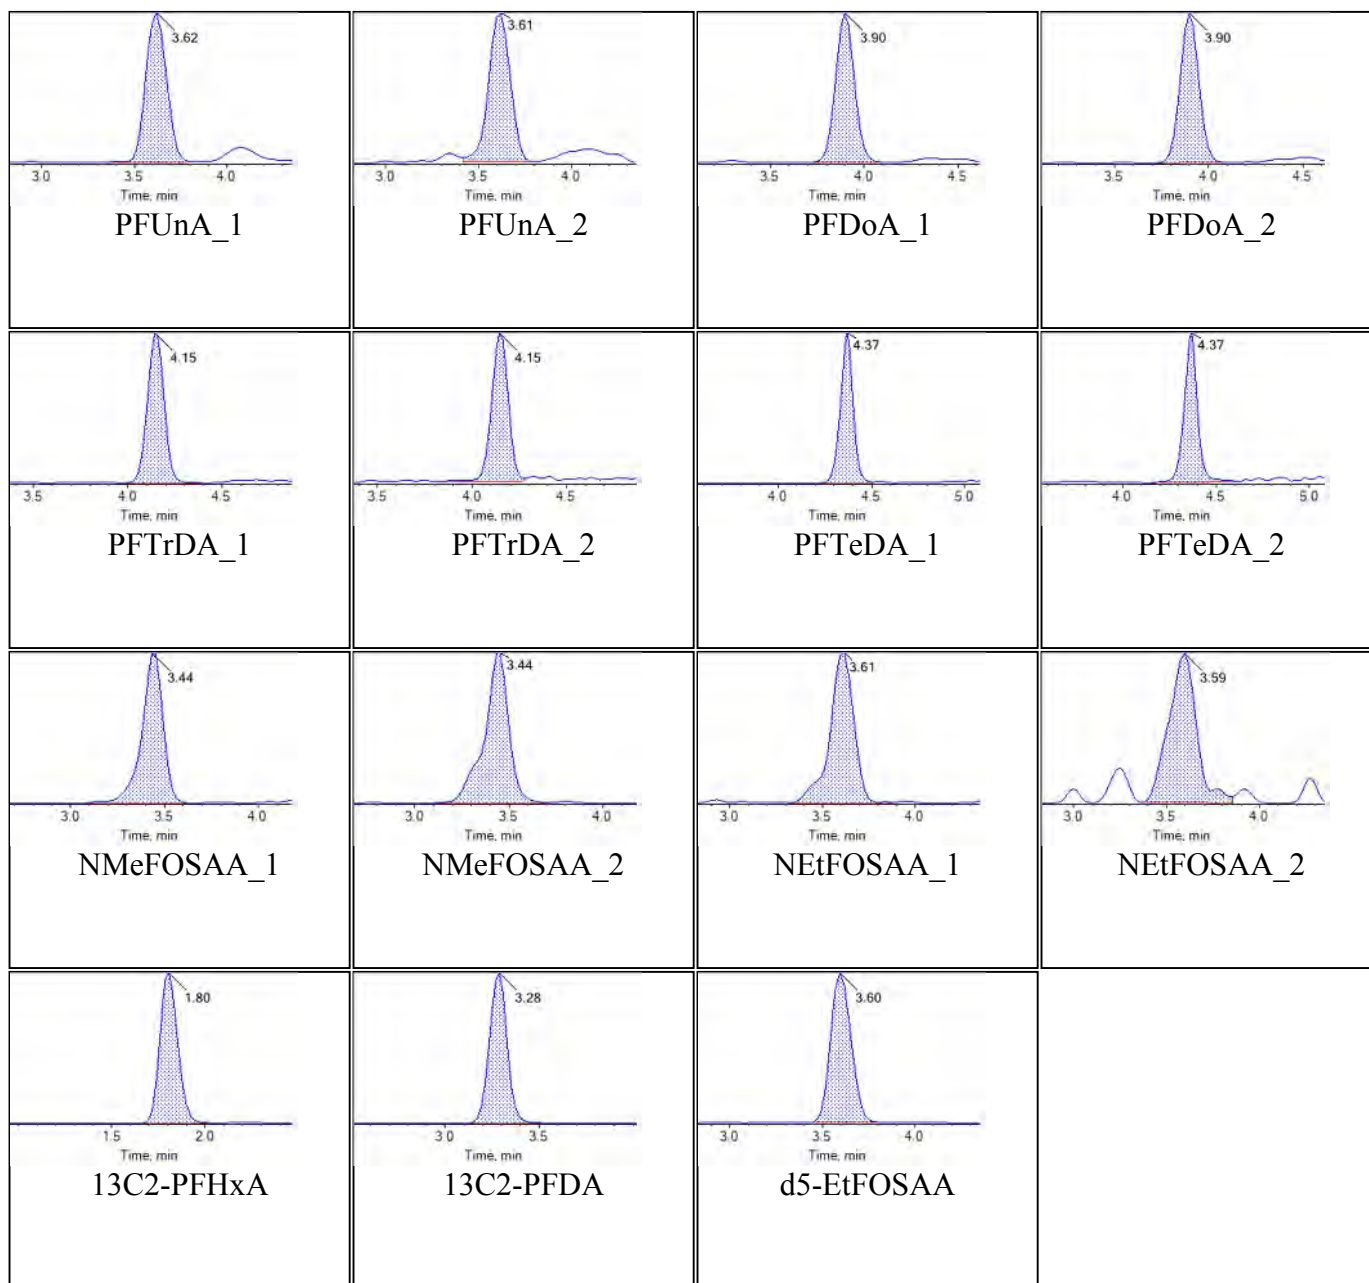 3.62
3.0 3.5 4.0
Time, min
PFUnA_1
3.61
3.0 3.5 4.0
Time, min
PFUnA_2
3.90
3.5 4.0 4.5
Time, min
PFDoA_1
3.90
3.5 4.0 4.5
Time, min
PFDoA_2
4.15
3.5 4.0 4.5
Time, min
PFTrDA_1
4.15
3.5 4.0 4.5
Time, min
PFTrDA_2
4.37
4.0 4.5 5.0
Time, min
PFTeDA_1
4.37
4.0 4.5 5.0
Time, min
PFTeDA_2
3.44
3.0 3.5 4.0
Time, min
NMeFOSAA_1
3.44
3.0 3.5 4.0
Time, min
NMeFOSAA_2
3.61
3.0 3.5 4.0
Time, min
NEtFOSAA_1
3.59
3.0 3.5 4.0
Time, min
NEtFOSAA_2
1.80
1.5 2.0
Time, min
13C2-PFHxA
3.28
3.0 3.5
Time, min
13C2-PFDA
3.60
3.0 3.5 4.0
Time, min
d5-EtFOSAA